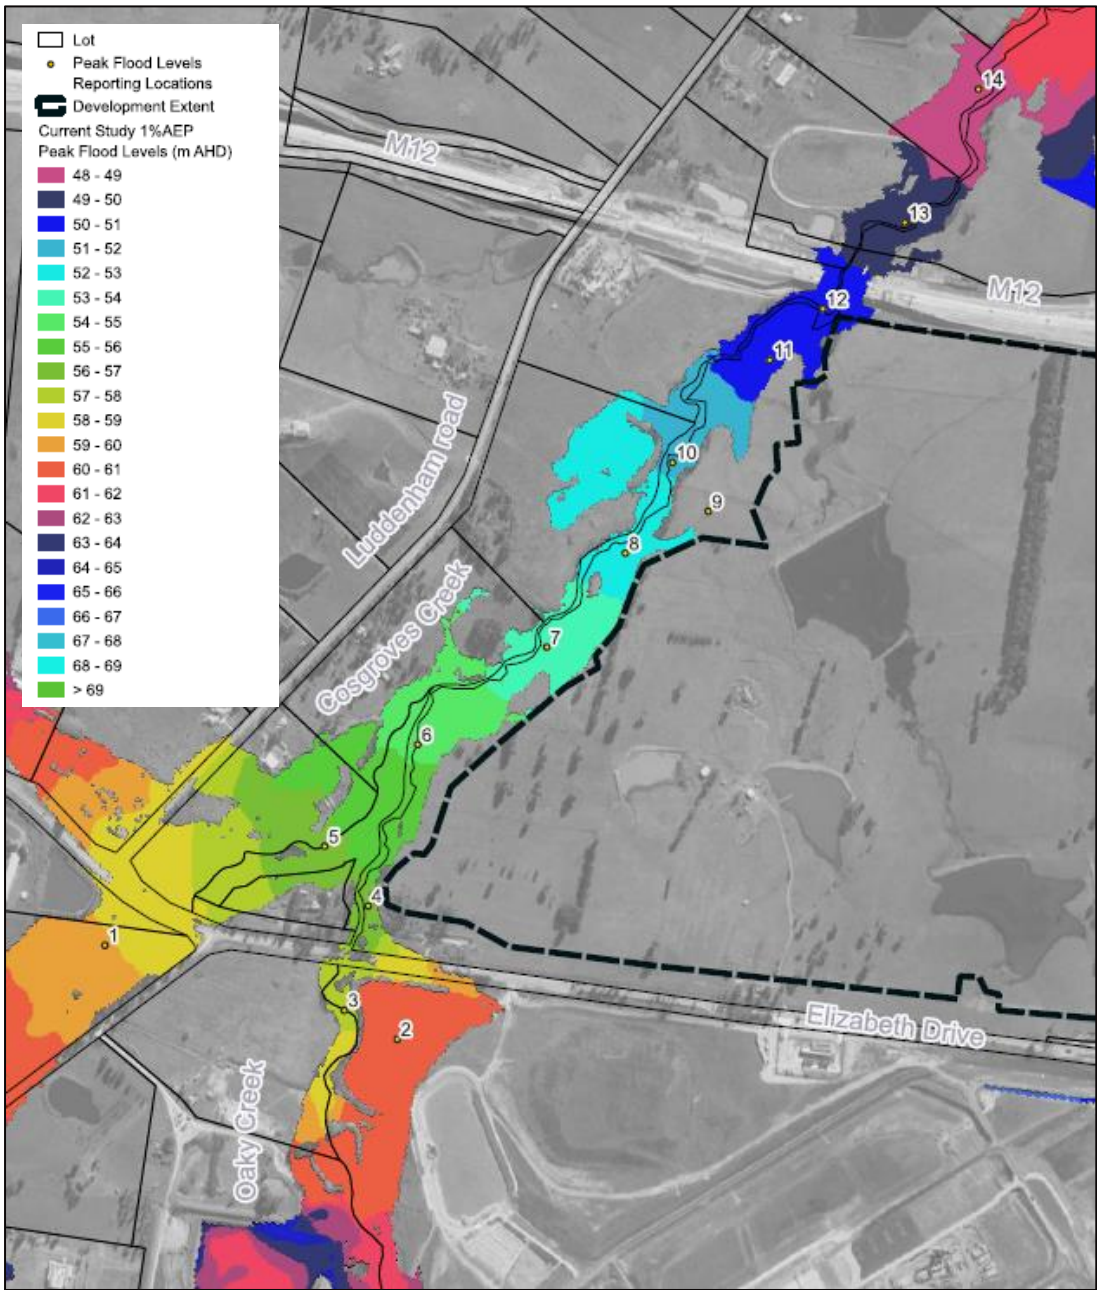 Lot
Peak Flood Levels
Reporting Locations
Development Extent
Current Study 1%AEP
Peak Flood Levels (m AHD)
48 - 49
49 - 50
50 - 51
51 - 52
52 - 53
53 - 54
54 - 55
55 - 56
56 - 57
57 - 58
58 - 59
59 - 60
60 - 61
61 - 62
62 - 63
63 - 64
64 - 65
65 - 66
66 - 67
67 - 68
68 - 69
> 69
14
M12
13
M12
12
11
10
9
Luddenham road
8
7
Cosgroves Creek
6
5
4
1
3
2
Elizabeth Drive
Oaky Creek